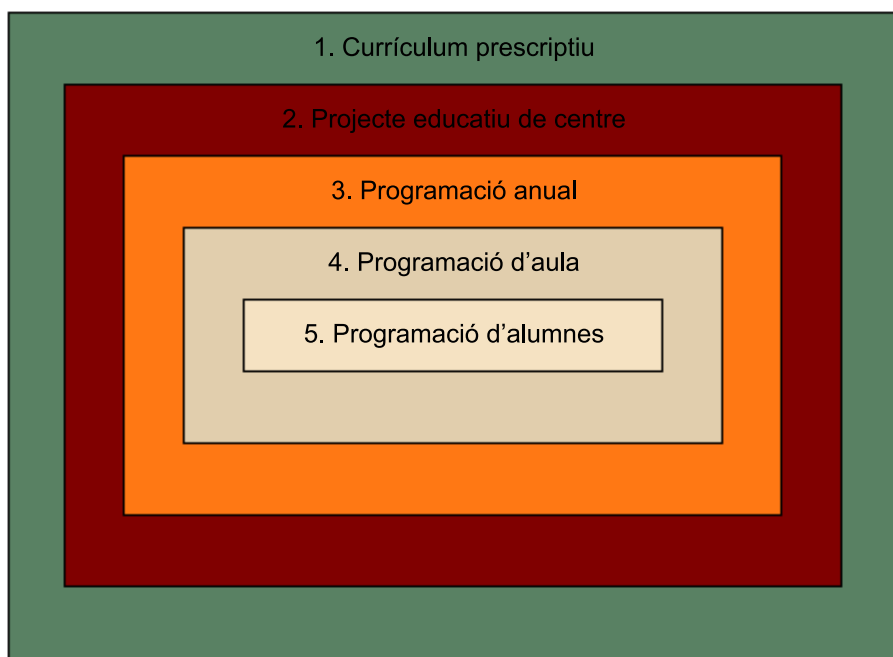 1. Currículum prescriptiu
2. Projecte educatiu de centre
3. Programació anual
4. Programació d’aula
5. Programació d’alumnes